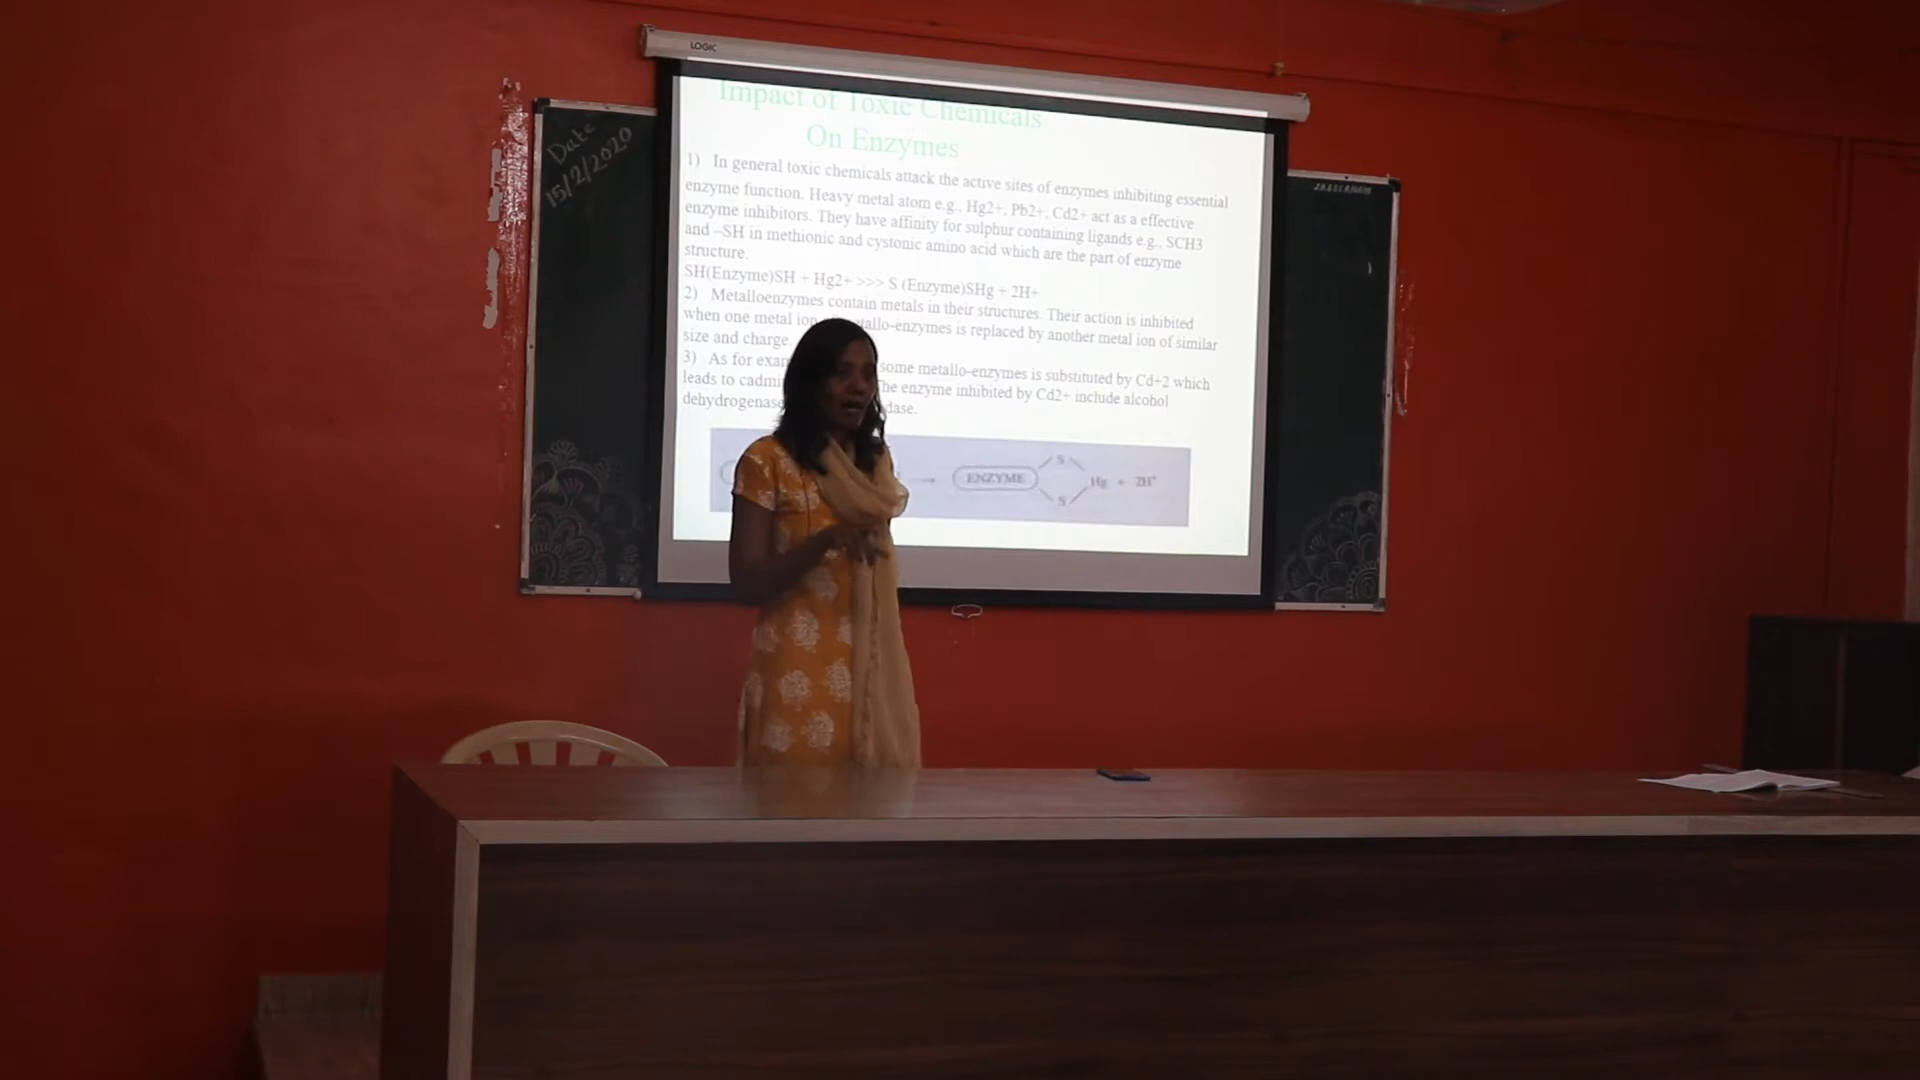 LOGIC
Date
15/2/2020
Impact of Toxic Chemicals
On Enzymes
1) In general toxic chemicals attack the active sites of enzymes inhibiting essential
enzyme function. Heavy metal atom e.g., Hg2+, Pb2+, Cd2+ act as a effective
enzyme inhibitors. They have affinity for sulphur containing ligands e.g., SCH3
and –SH in methionic and cystonic amino acid which are the part of enzyme
structure.
SH(Enzyme)SH + Hg2+ >>> S (Enzyme)SHg + 2H+
2) Metalloenzymes contain metals in their structures. Their action is inhibited
when one metal ion tallo-enzymes is replaced by another metal ion of similar
size and charge.
3) As for exam some metallo-enzymes is substituted by Cd+2 which
leads to cadmi he enzyme inhibited by Cd2+ include alcohol
dehydrogenase dase.
→ ENZYME S S Hg + 2H⁺